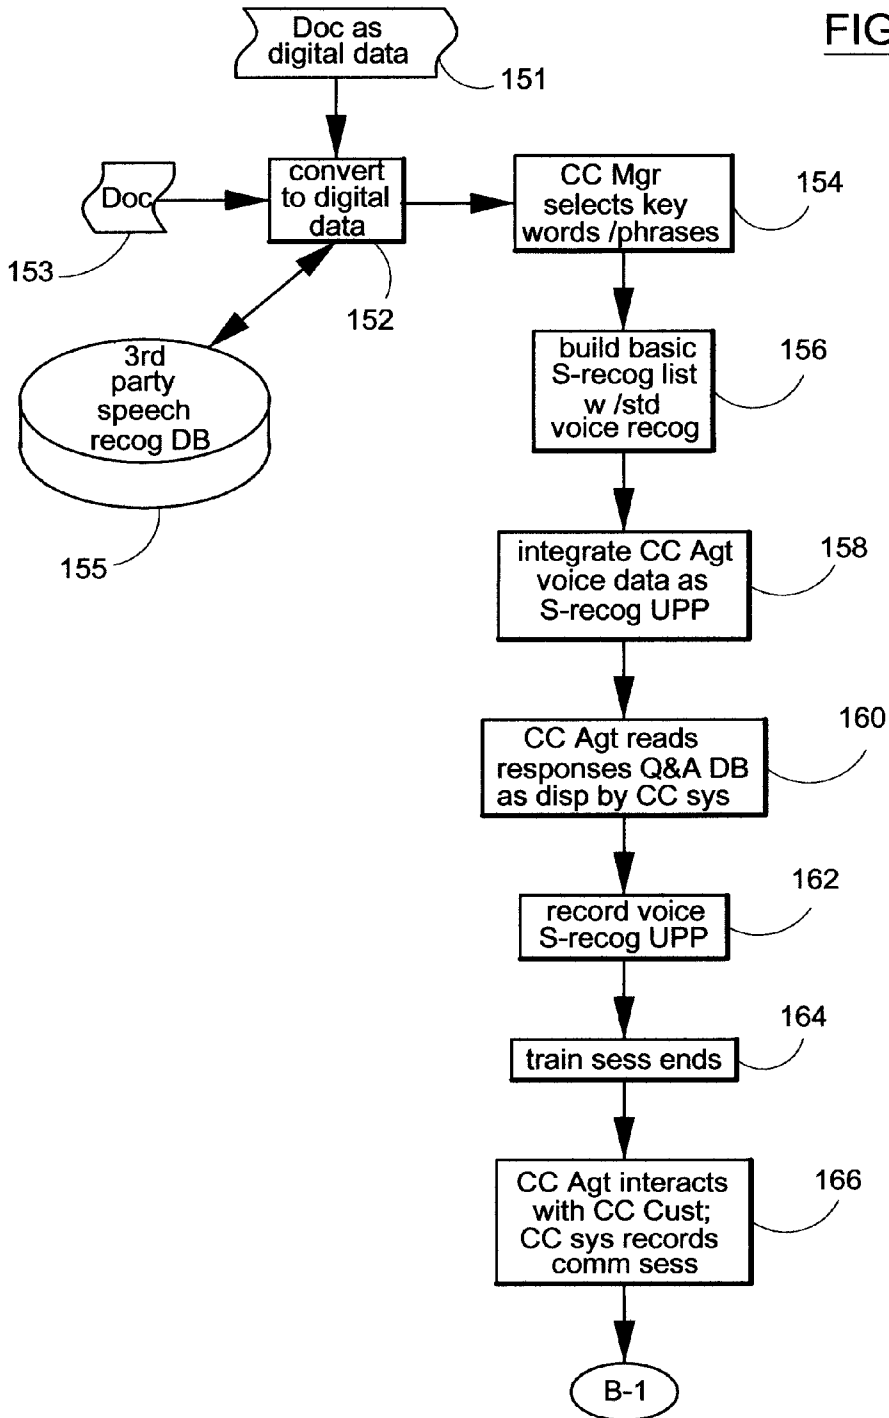 FIG
Doc as
digital data
151
Doc
153
convert
to digital
data
152
CC Mgr
selects key
words /phrases
154
3rd
party
speech
recog DB
155
build basic
S-recog list
w /std
voice recog
156
integrate CC Agt
voice data as
S-recog UPP
158
CC Agt reads
responses Q&A DB
as disp by CC sys
160
record voice
S-recog UPP
162
train sess ends
164
CC Agt interacts
with CC Cust;
CC sys records
comm sess
166
B-1